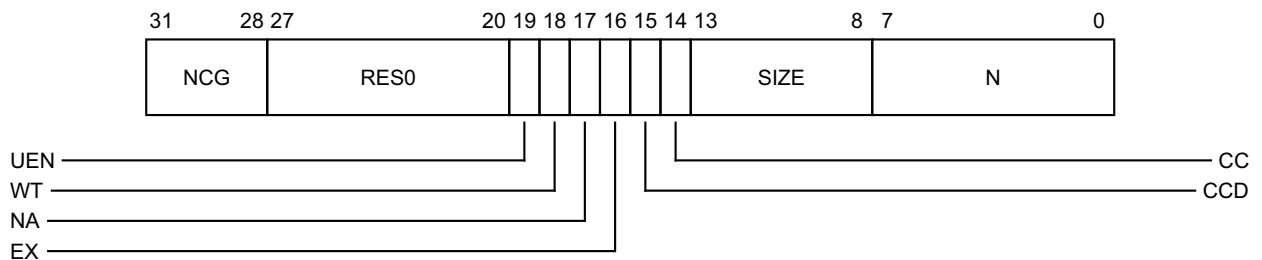 31 28 27 20 19 18 17 16 15 14 13 8 7 0
NCG RES0 SIZE N
UEN CC
WT CCD
NA
EX